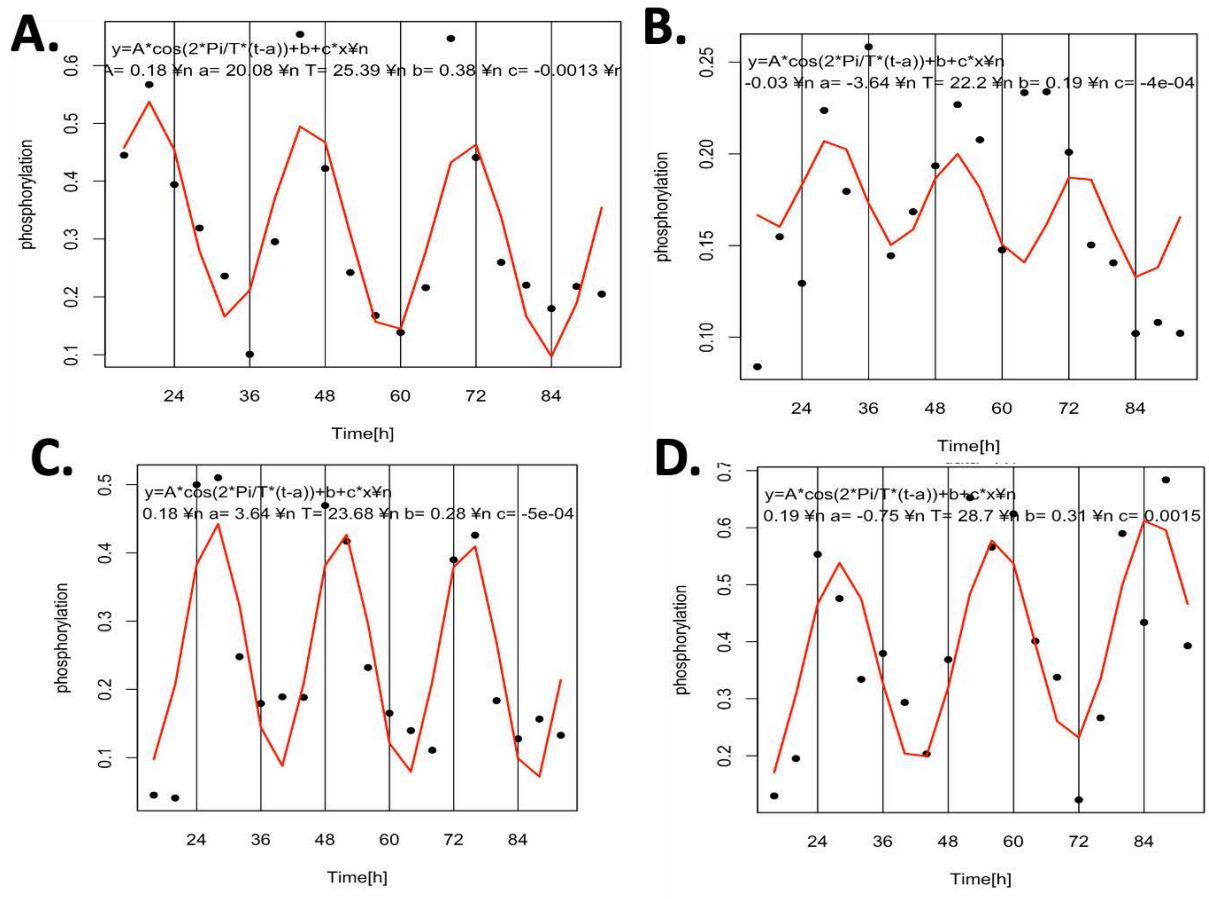 A.
y=A*cos(2*Pi/T*(t-a))+b+c*x¥n
A= 0.18 ¥n a= 20.08 ¥n T= 25.39 ¥n b= 0.38 ¥n c= -0.0013 ¥n
phosphorylation
0.6
0.5
0.4
0.3
0.2
0.1
24 36 48 60 72 84
Time[h]
B.
y=A*cos(2*Pi/T*(t-a))+b+c*x¥n
-0.03 ¥n a= -3.64 ¥n T= 22.2 ¥n b= 0.19 ¥n c= -4e-04
phosphorylation
0.25
0.20
0.15
0.10
24 36 48 60 72 84
Time[h]
C.
y=A*cos(2*Pi/T*(t-a))+b+c*x¥n
0.18 ¥n a= 3.64 ¥n T= 23.68 ¥n b= 0.28 ¥n c= -5e-04
phosphorylation
0.5
0.4
0.3
0.2
0.1
24 36 48 60 72 84
Time[h]
D.
y=A*cos(2*Pi/T*(t-a))+b+c*x¥n
0.19 ¥n a= -0.75 ¥n T= 28.7 ¥n b= 0.31 ¥n c= 0.0015
phosphorylation
0.7
0.6
0.5
0.4
0.3
0.2
24 36 48 60 72 84
Time[h]